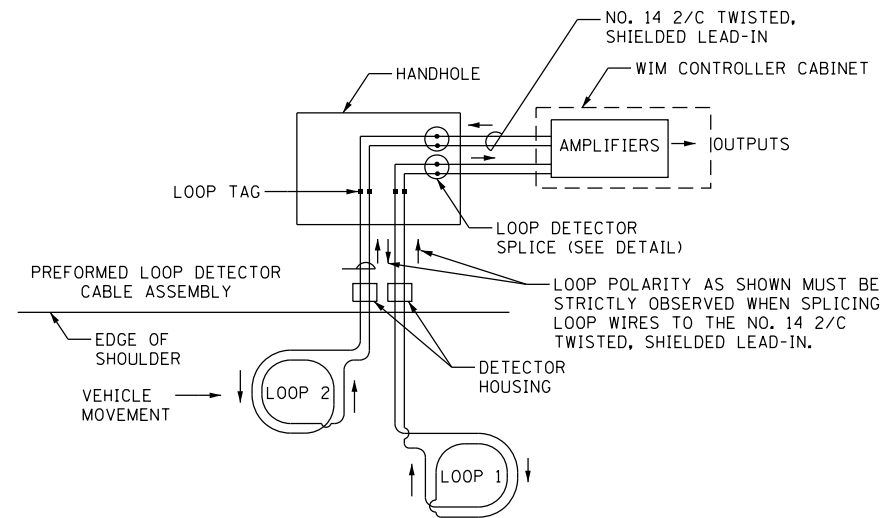 NO. 14 2/C TWISTED,
SHIELDED LEAD-IN
WIM CONTROLLER CABINET
HANDHOLE
AMPLIFIERS
OUTPUTS
LOOP TAG
LOOP DETECTOR
SPLICE (SEE DETAIL)
PREFORMED LOOP DETECTOR
CABLE ASSEMBLY
LOOP POLARITY AS SHOWN MUST BE
STRICTLY OBSERVED WHEN SPLICING
LOOP WIRES TO THE NO. 14 2/C
TWISTED, SHIELDED LEAD-IN.
EDGE OF
SHOULDER
DETECTOR
HOUSING
VEHICLE
MOVEMENT
LOOP 2
LOOP 1